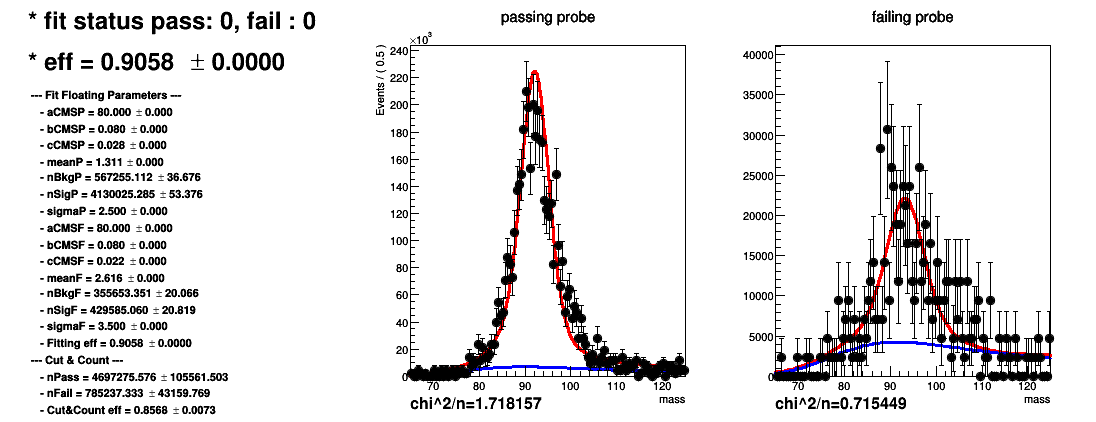 * fit status pass: 0, fail : 0
* eff = 0.9058 ± 0.0000
--- Fit Floating Parameters ---
- aCMSP = 80.000 ± 0.000
- bCMSP = 0.080 ± 0.000
- cCMSP = 0.028 ± 0.000
- meanP = 1.311 ± 0.000
- nBkgP = 567255.112 ± 36.676
- nSigP = 4130025.285 ± 53.376
- sigmaP = 2.500 ± 0.000
- aCMSF = 80.000 ± 0.000
- bCMSF = 0.080 ± 0.000
- cCMSF = 0.022 ± 0.000
- meanF = 2.616 ± 0.000
- nBkgF = 355653.351 ± 20.066
- nSigF = 429585.060 ± 20.819
- sigmaF = 3.500 ± 0.000
- Fitting eff = 0.9058 ± 0.0000
--- Cut & Count ---
- nPass = 4697275.576 ± 105561.503
- nFail = 785237.333 ± 43159.769
- Cut&Count eff = 0.8568 ± 0.0073
passing probe
×10³
Events / ( 0.5 )
240
220
200
180
160
140
120
100
80
60
40
20
0
70 80 90 100 110 120
mass
chi^2/n=1.718157
failing probe
40000
35000
30000
25000
20000
15000
10000
5000
0
70 80 90 100 110 120
mass
chi^2/n=0.715449